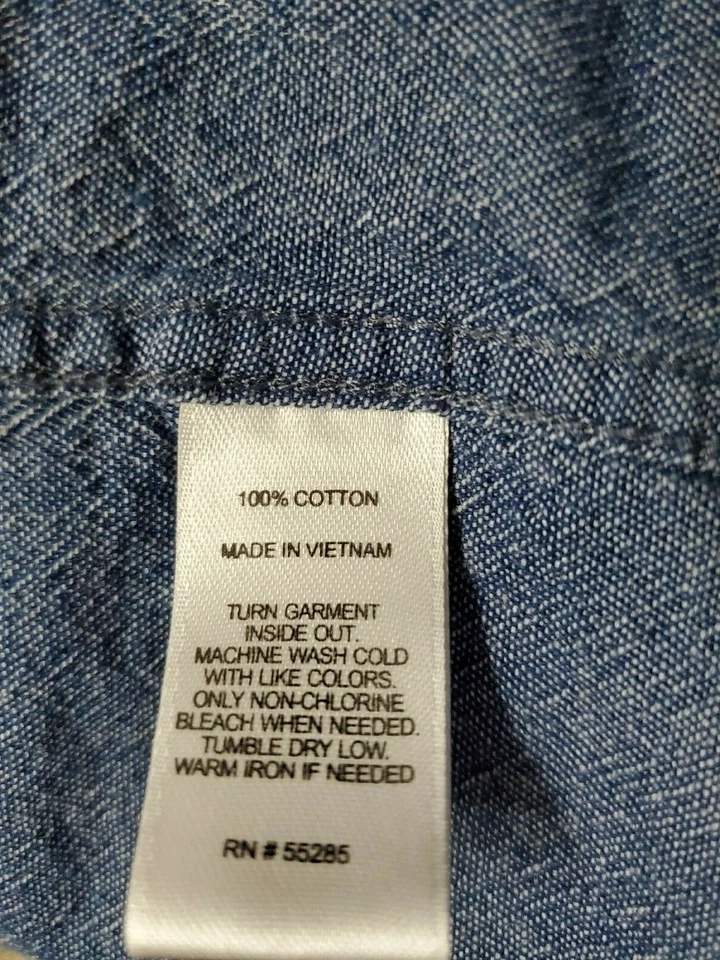 100% COTTON
MADE IN VIETNAM
TURN GARMENT
INSIDE OUT.
MACHINE WASH COLD
WITH LIKE COLORS.
ONLY NON-CHLORINE
BLEACH WHEN NEEDED.
TUMBLE DRY LOW.
WARM IRON IF NEEDED
RN # 55285